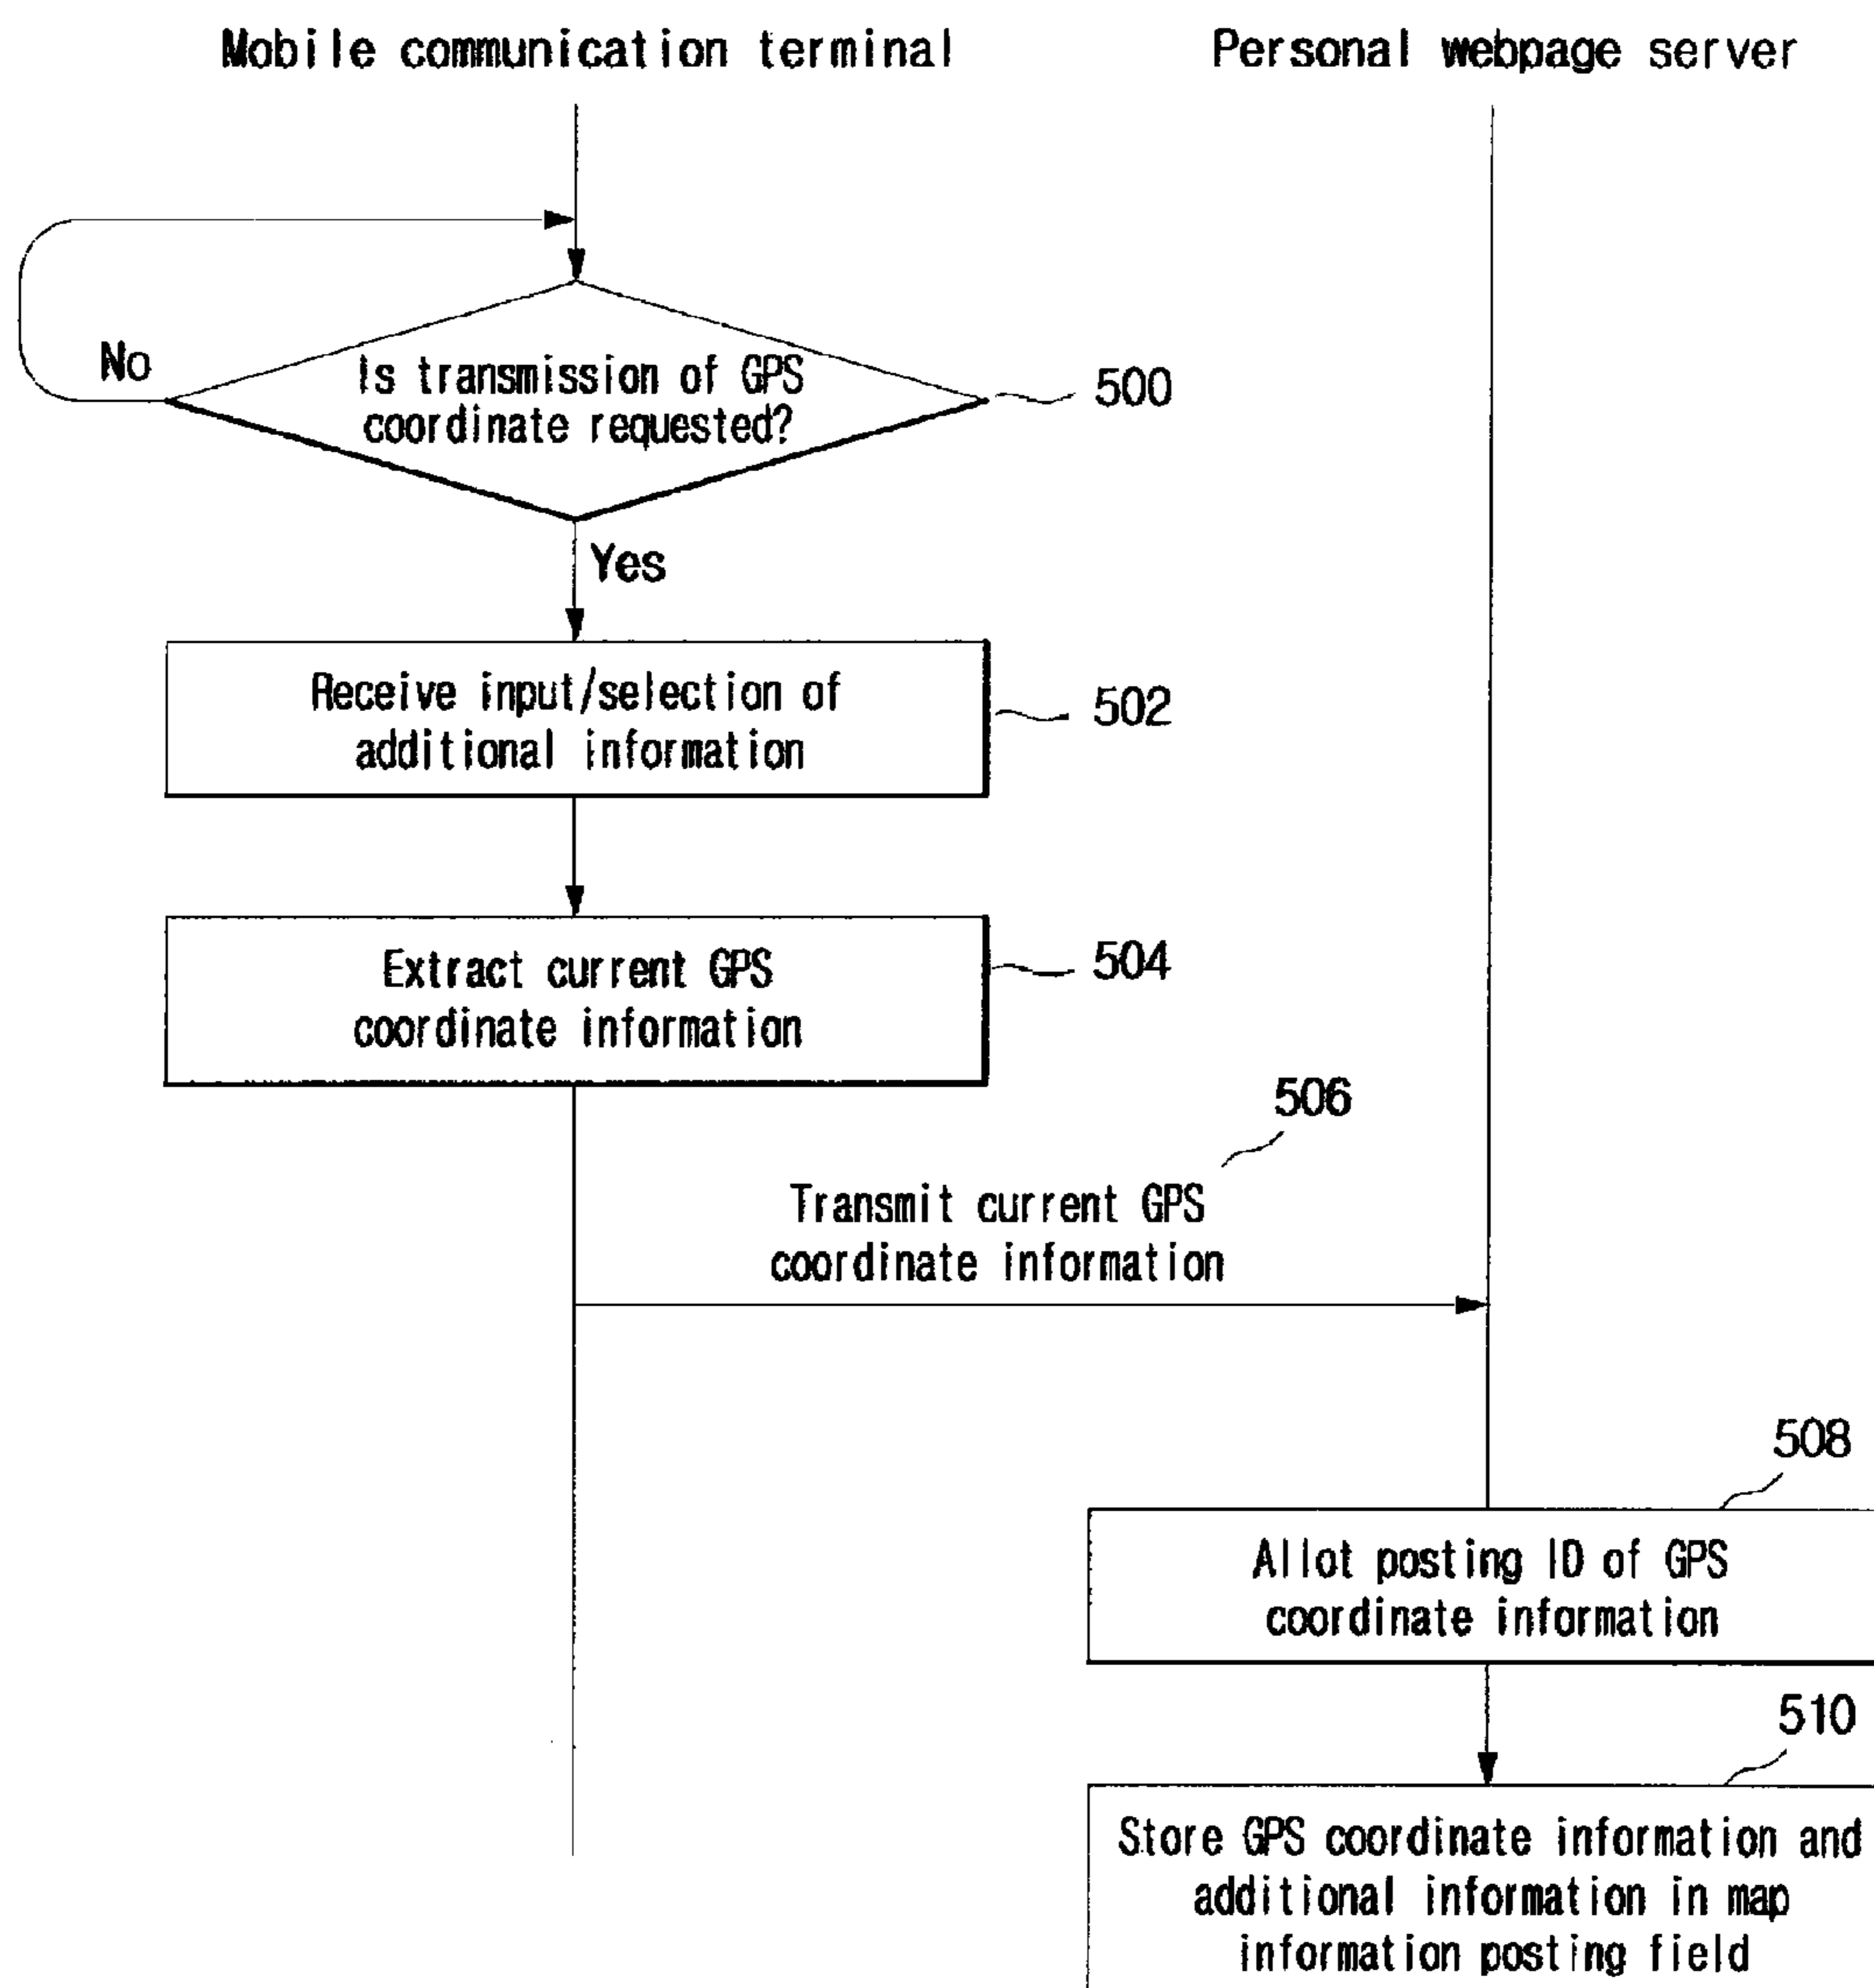 Mobile communication terminal
Personal webpage server
No
Is transmission of GPS
coordinate requested?
500
Yes
Receive input/selection of
additional information
502
Extract current GPS
coordinate information
504
506
Transmit current GPS
coordinate information
508
Allot posting ID of GPS
coordinate information
510
Store GPS coordinate information and
additional information in map
information posting field